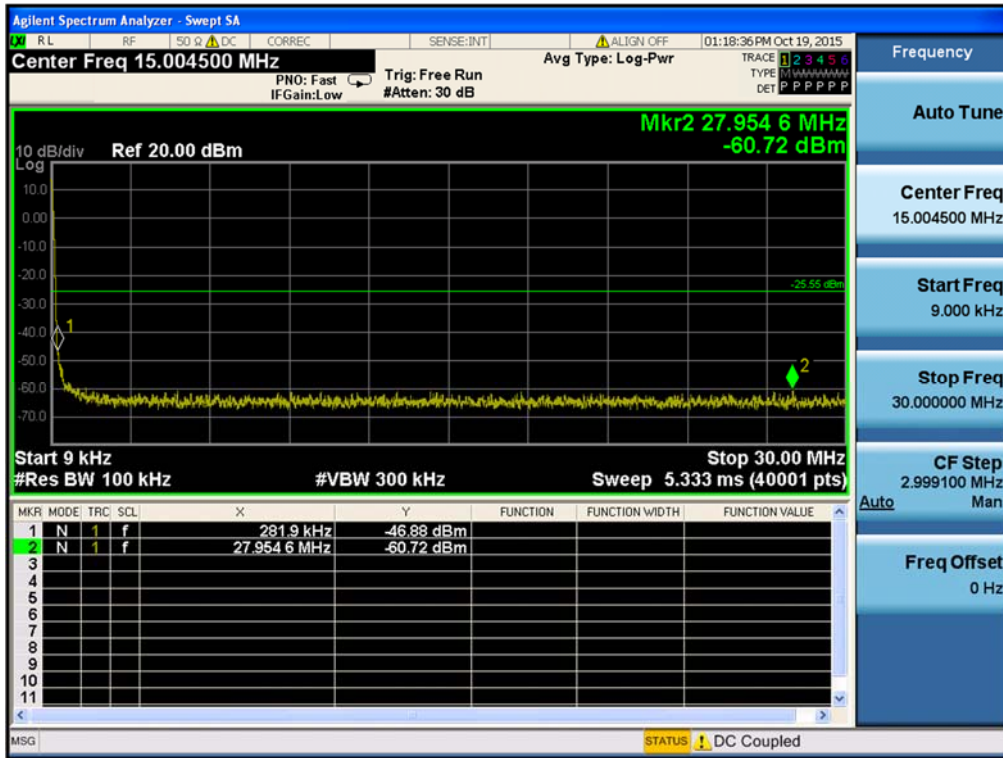 Agilent Spectrum Analyzer - Swept SA
LXI RL RF 50 Ω DC CORREC SENSE:INT ALIGN OFF 01:18:36 PM Oct 19, 2015
Center Freq 15.004500 MHz
PNO: Fast
IFGain:Low
Trig: Free Run
#Atten: 30 dB
Avg Type: Log-Pwr
TRACE 1 2 3 4 5 6
TYPE M
DET P P P P P P
Mkr2 27.954 6 MHz
-60.72 dBm
10 dB/div Ref 20.00 dBm
Log
10.0
0.00
-10.0
-20.0
-25.55 dBm
-30.0
1
-40.0
-50.0
2
-60.0
-70.0
Start 9 kHz Stop 30.00 MHz
#Res BW 100 kHz #VBW 300 kHz Sweep 5.333 ms (40001 pts)
MKR MODE TRC SCL X Y FUNCTION FUNCTION WIDTH FUNCTION VALUE
1 N 1 f 281.9 kHz -46.88 dBm
2 N 1 f 27.954 6 MHz -60.72 dBm
3
4
5
6
7
8
9
10
11
MSG STATUS DC Coupled
Frequency
Auto Tune
Center Freq
15.004500 MHz
Start Freq
9.000 kHz
Stop Freq
30.000000 MHz
CF Step
2.999100 MHz
Auto Man
Freq Offset
0 Hz